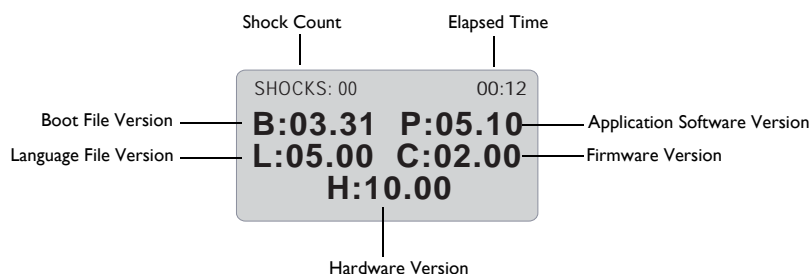 Shock Count Elapsed Time
SHOCKS: 00 00:12
Boot File Version B:03.31 P:05.10 Application Software Version
Language File Version L:05.00 C:02.00 Firmware Version
H:10.00
Hardware Version